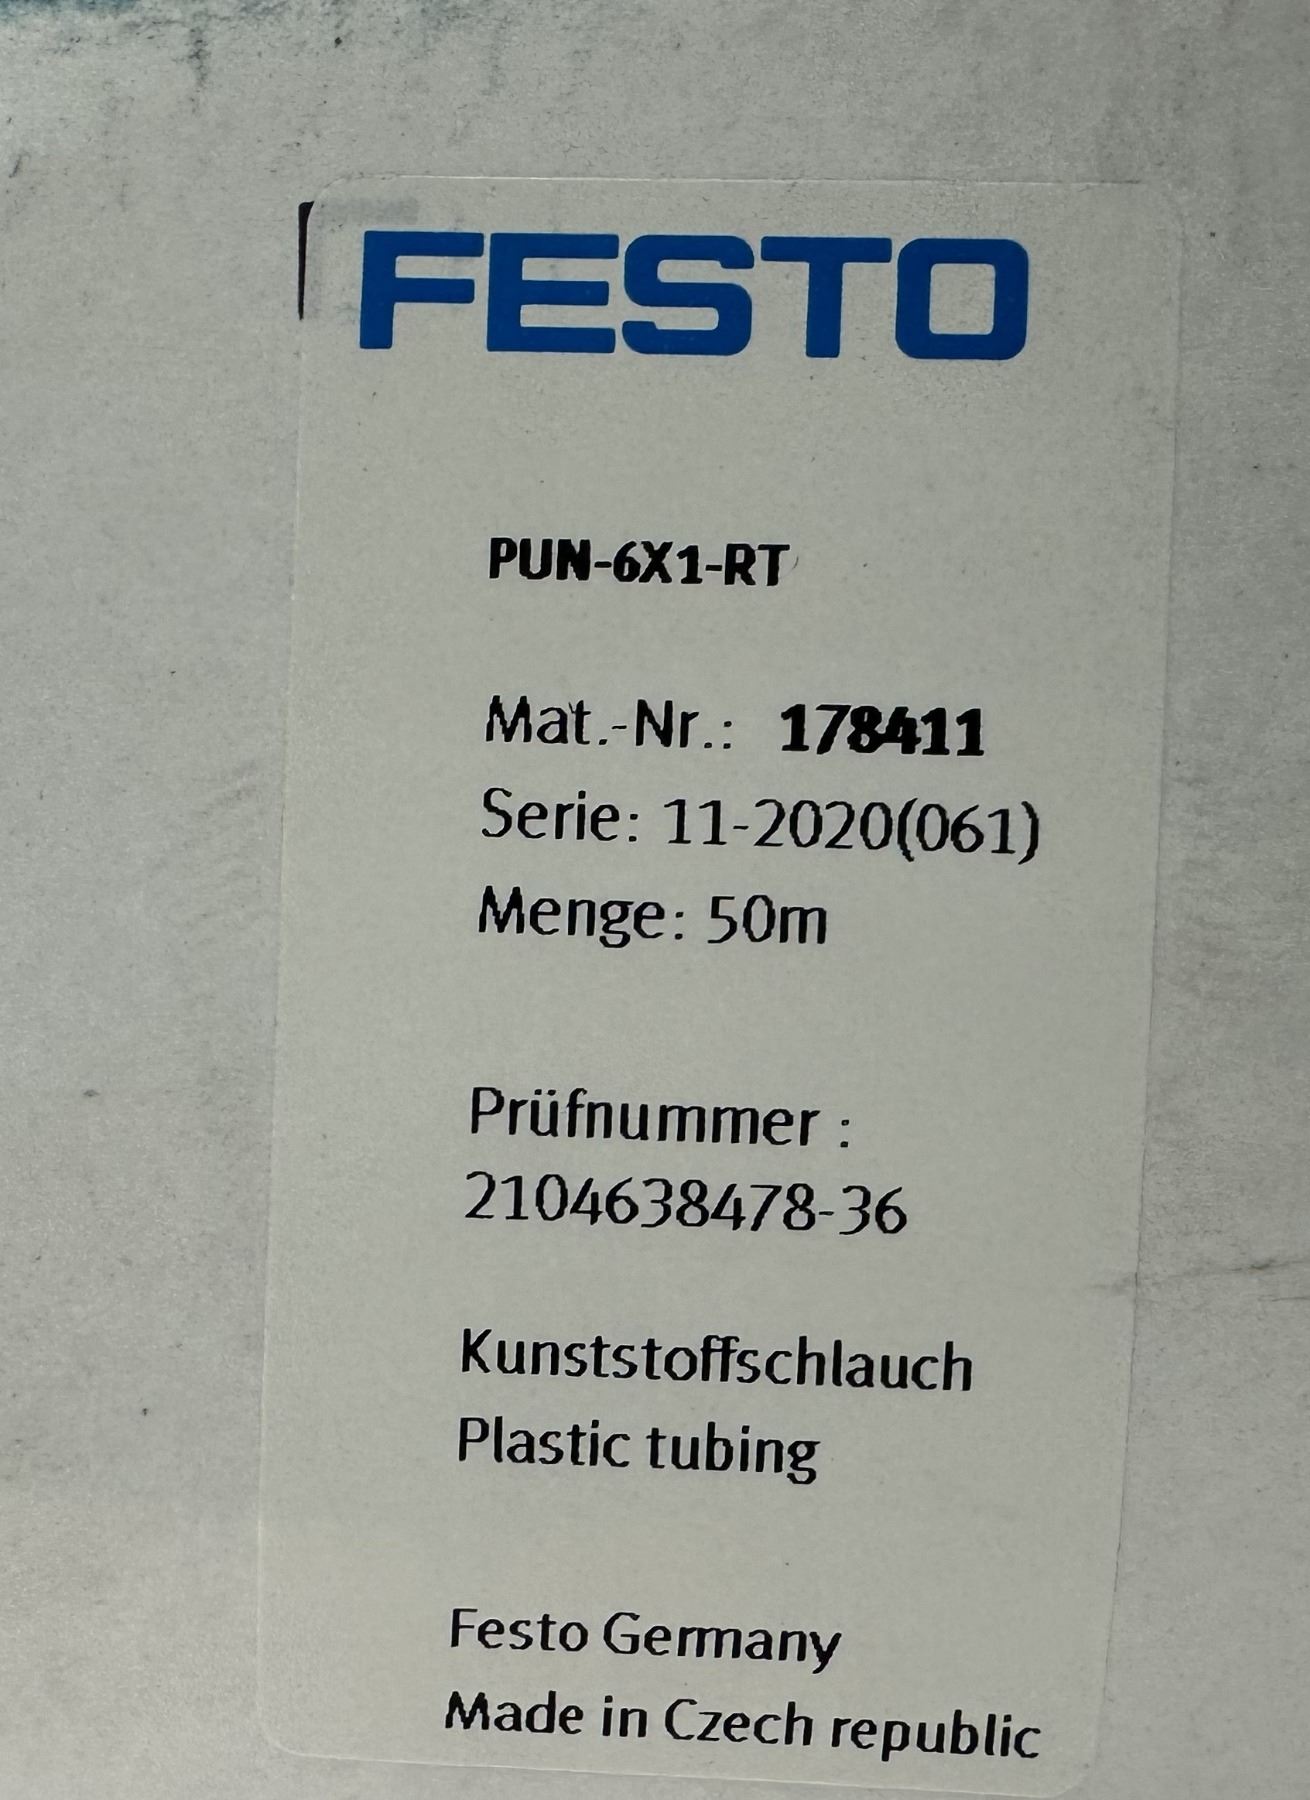 FESTO
PUN-6X1-RT
Mat.-Nr.: 178411
Serie: 11-2020(061)
Menge: 50m
Prüfnummer :
2104638478-36
Kunststoffschlauch
Plastic tubing
Festo Germany
Made in Czech republic